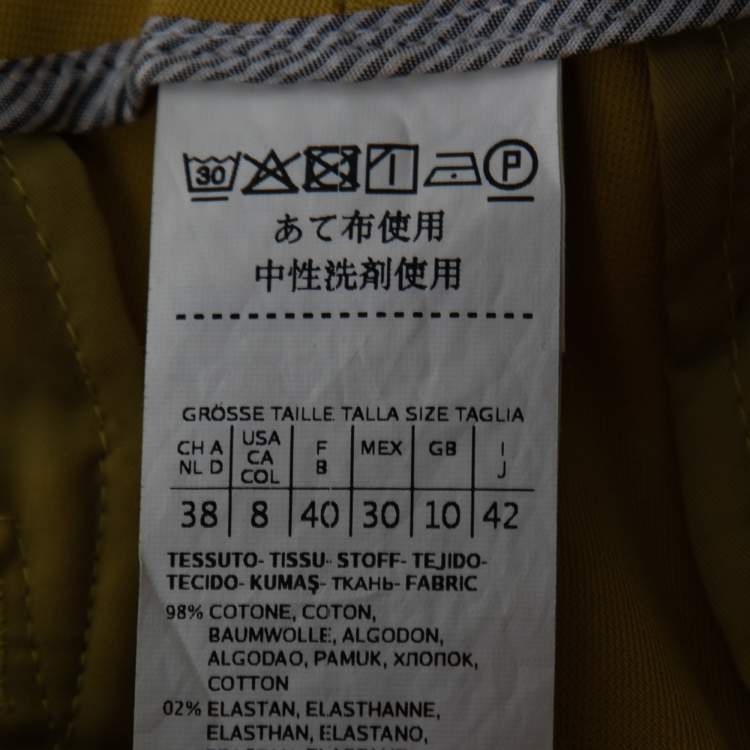 30 P
あて布使用
中性洗剤使用
GRÖSSE TAILLE TALLA SIZE TAGLIA
CH A NL D USA CA COL F B MEX GB I J
38 8 40 30 10 42
TESSUTO- TISSU- STOFF- TEJIDO-
TECIDO- KUMAŞ- ТКАНЬ- FABRIC
98% COTONE, COTON,
BAUMWOLLE, ALGODON,
ALGODAO, PAMUK, ХЛОПОК,
COTTON
02% ELASTAN, ELASTHANNE,
ELASTHAN, ELASTANO,